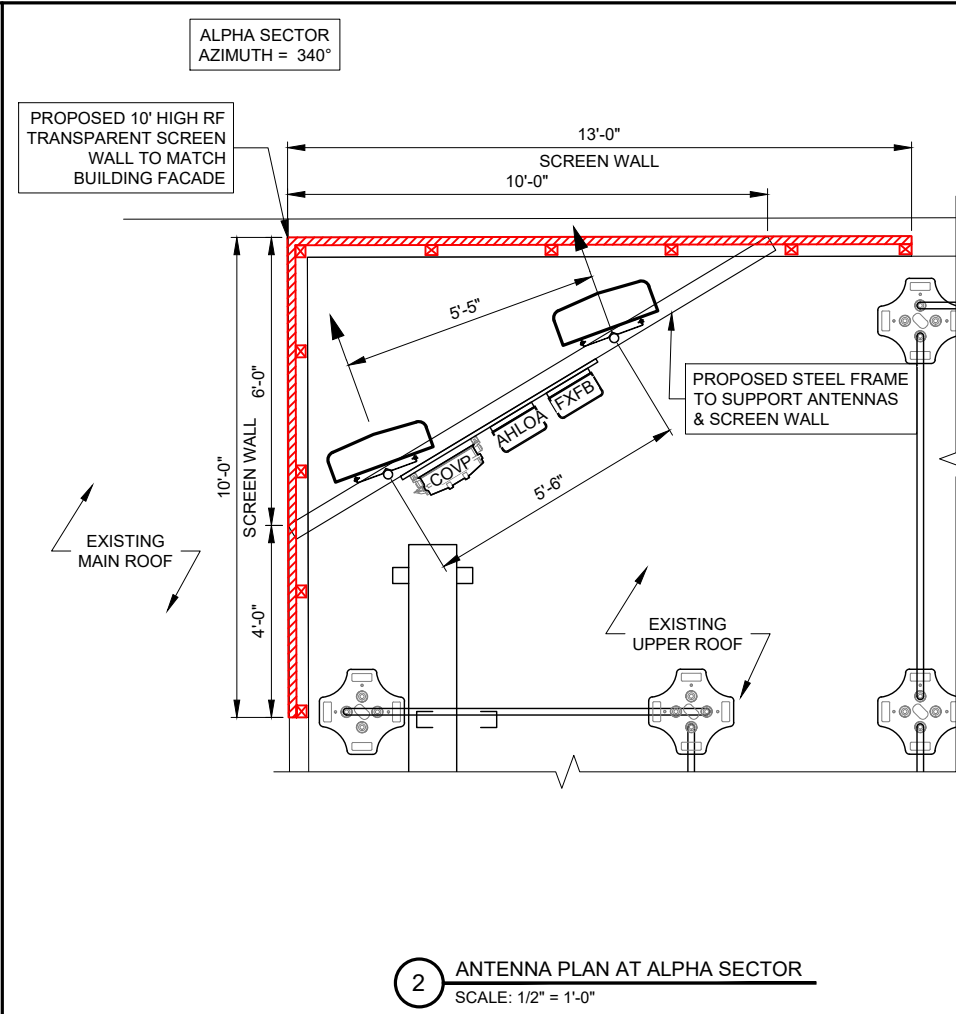 ALPHA SECTOR
AZIMUTH = 340°
PROPOSED 10' HIGH RF
TRANSPARENT SCREEN
WALL TO MATCH
BUILDING FACADE
13'-0"
SCREEN WALL
10'-0"
5'-5"
6'-0"
10'-0"
SCREEN WALL
4'-0"
PROPOSED STEEL FRAME
TO SUPPORT ANTENNAS
& SCREEN WALL
FXFB
AHLOA
COVP
5'-6"
EXISTING
MAIN ROOF
EXISTING
UPPER ROOF
2
ANTENNA PLAN AT ALPHA SECTOR
SCALE: 1/2" = 1'-0"